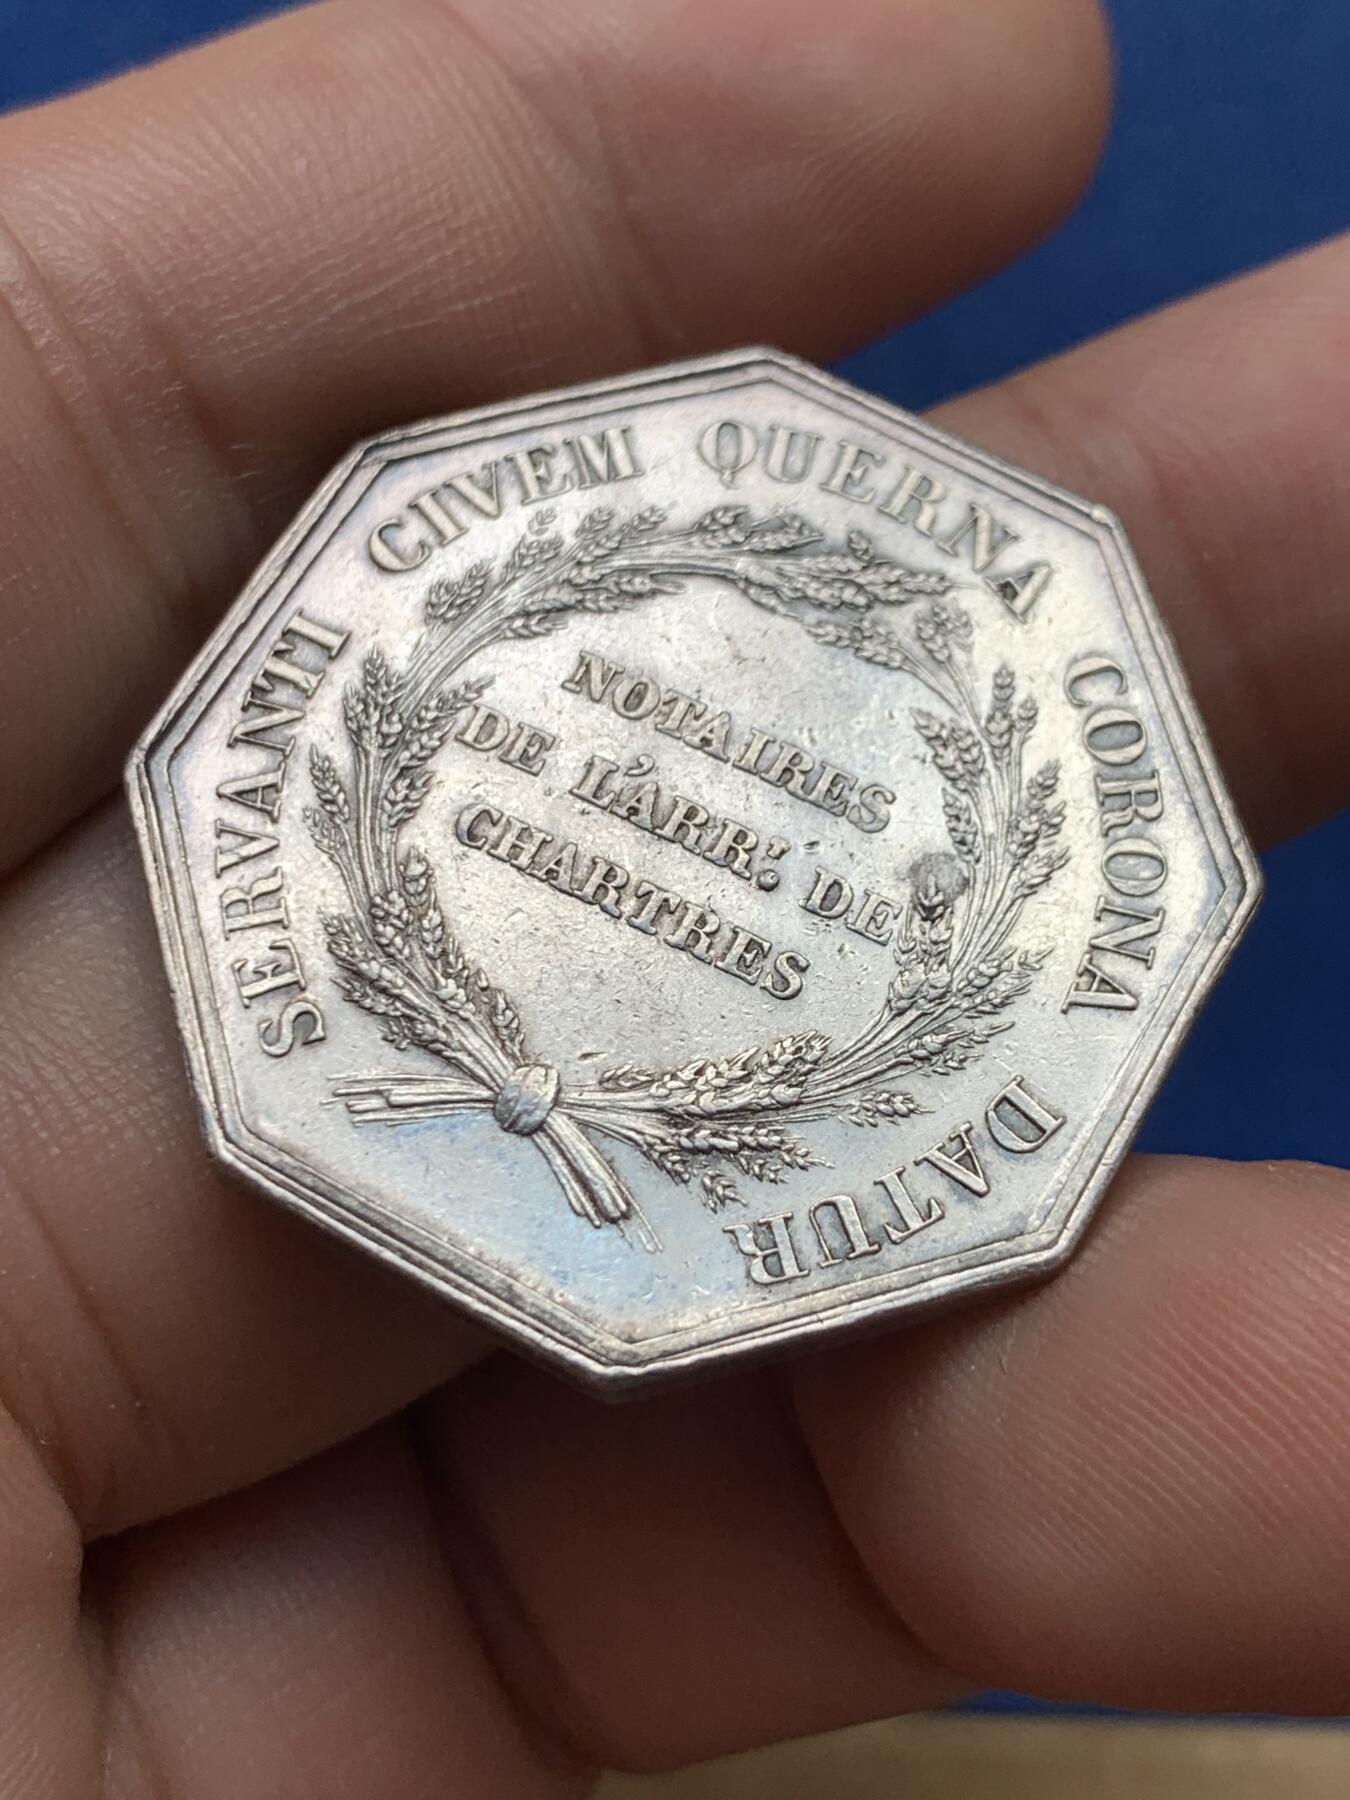 SERVANTI CIVEM QUERNA CORONA DATUR
NOTAIRES
DE L'ARR! DE
CHARTRES